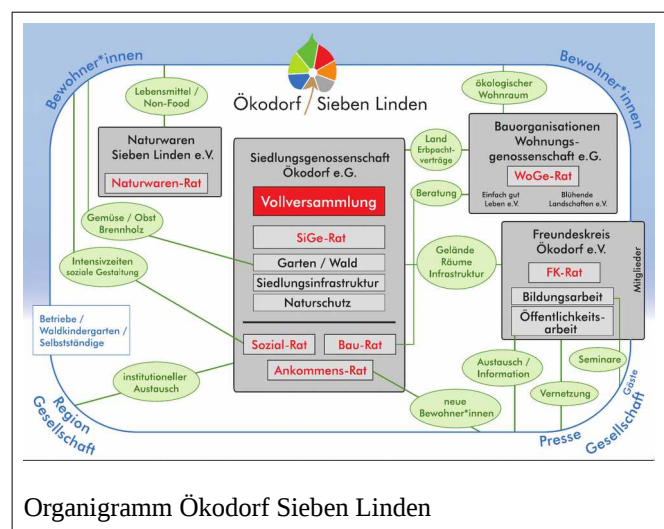 Bewohner*innen
Bewohner*innen
Lebensmittel /
Non-Food
Ökodorf Sieben Linden
ökologischer
Wohnraum
Naturwaren
Sieben Linden e.V.
Naturwaren-Rat
Siedlungsgenossenschaft
Ökodorf e.G.
Vollversammlung
SiGe-Rat
Garten / Wald
Siedlungsinfrastruktur
Naturschutz
Sozial-Rat
Bau-Rat
Ankommens-Rat
Land
Erbpacht-
verträge
Beratung
Bauorganisationen
Wohnungs-
genossenschaft e.G.
WoGe-Rat
Einfach gut
Leben e.V.
Blühende
Landschaften e.V.
Gemüse / Obst
Brennholz
Intensivzeiten
soziale Gestaltung
Gelände
Räume
Infrastruktur
Freundeskreis
Ökodorf e.V.
FK-Rat
Bildungsarbeit
Öffentlichkeits-
arbeit
Mitglieder
Betriebe /
Waldkindergarten /
Selbstständige
institutioneller
Austausch
Austausch /
Information
Seminare
neue
Bewohner*innen
Vernetzung
Region
Gesellschaft
Presse
Gäste
Gesellschaft
Organigramm Ökodorf Sieben Linden